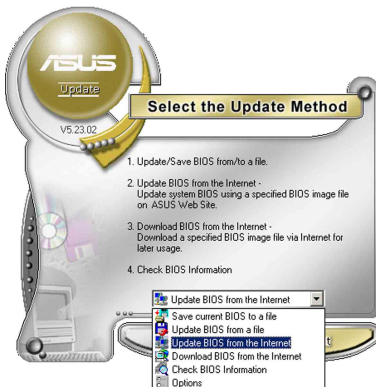 ASUS
Update
V5.23.02
Select the Update Method
1. Update/Save BIOS from/to a file.
2. Update BIOS from the Internet -
Update system BIOS using a specified BIOS image file
on ASUS Web Site.
3. Download BIOS from the Internet -
Download a specified BIOS image file via Internet for
later usage.
4. Check BIOS Information
Update BIOS from the Internet
Save current BIOS to a file
Update BIOS from a file
Update BIOS from the Internet
Download BIOS from the Internet
Check BIOS Information
Options
t